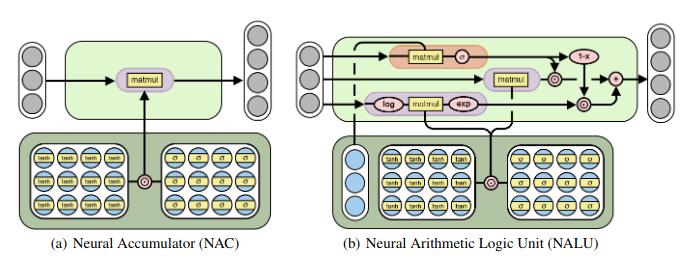 matmul
tanh tanh tanh tanh σ σ σ σ
tanh tanh tanh tanh σ σ σ σ
tanh tanh tanh tanh σ σ σ σ
(a) Neural Accumulator (NAC)
matmul σ 1-x
matmul
log matmul exp
+
tanh tanh tanh tanh σ σ σ σ
tanh tanh tanh tanh σ σ σ σ
tanh tanh tanh tanh σ σ σ σ
(b) Neural Arithmetic Logic Unit (NALU)